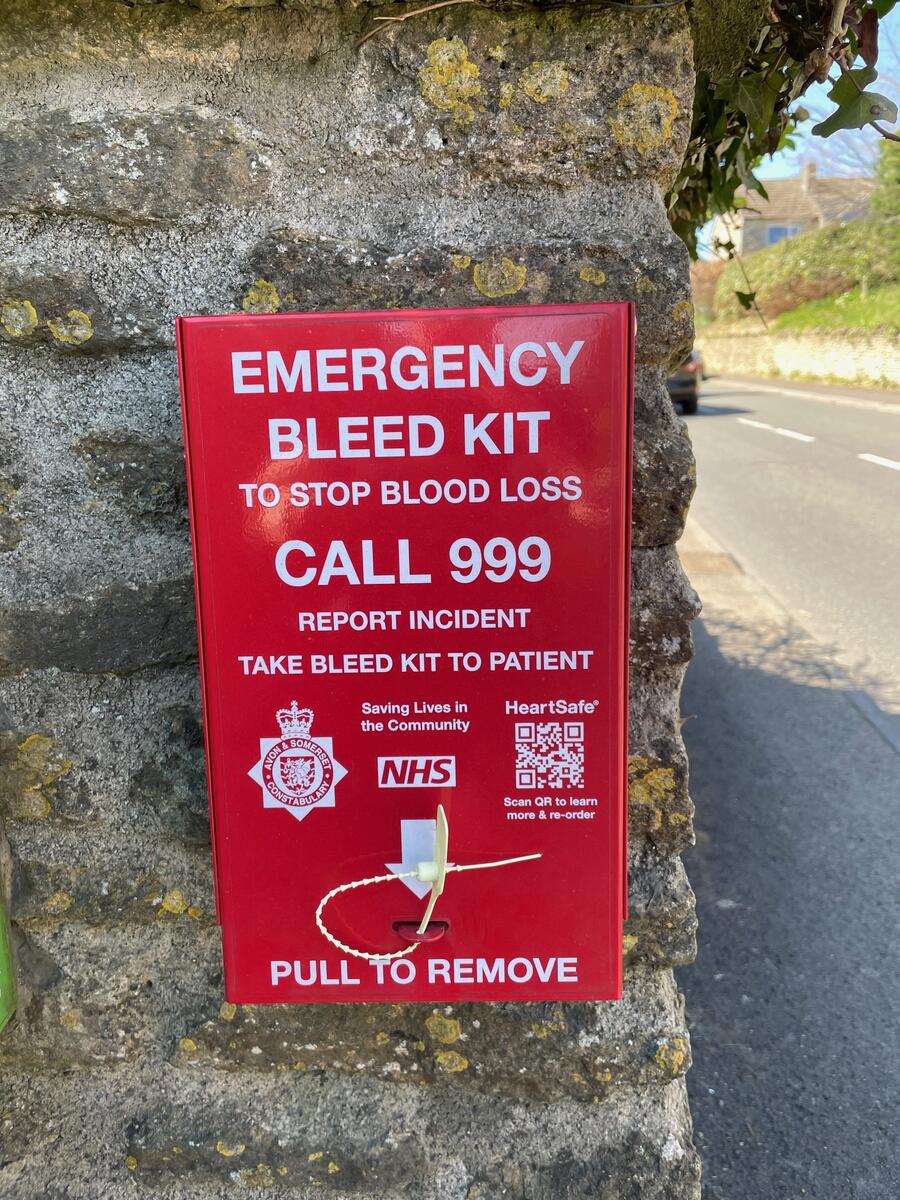 EMERGENCY
BLEED KIT
TO STOP BLOOD LOSS
CALL 999
REPORT INCIDENT
TAKE BLEED KIT TO PATIENT
AVON & SOMERSET
CONSTABULARY
Saving Lives in
the Community
NHS
HeartSafe®
Scan QR to learn
more & re-order
PULL TO REMOVE